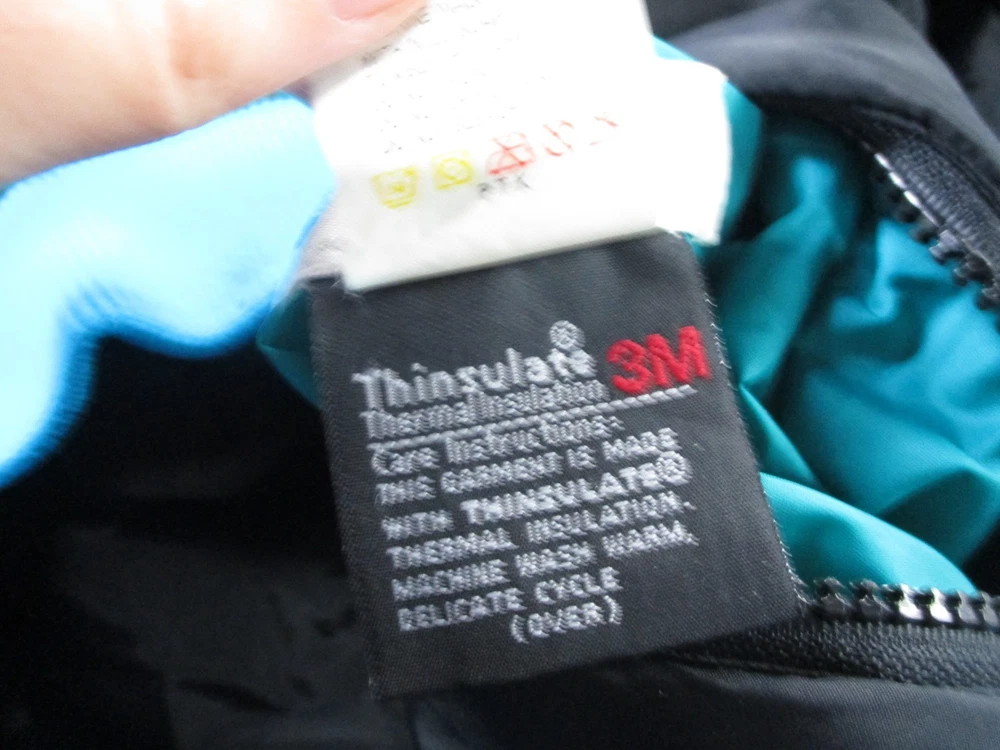 RTK
Thinsulate® 3M
Thermal Insulation
Care Instructions:
THIS GARMENT IS MADE
WITH THINSULATE®
THERMAL INSULATION.
MACHINE WASH WARM,
DELICATE CYCLE
(OVER)